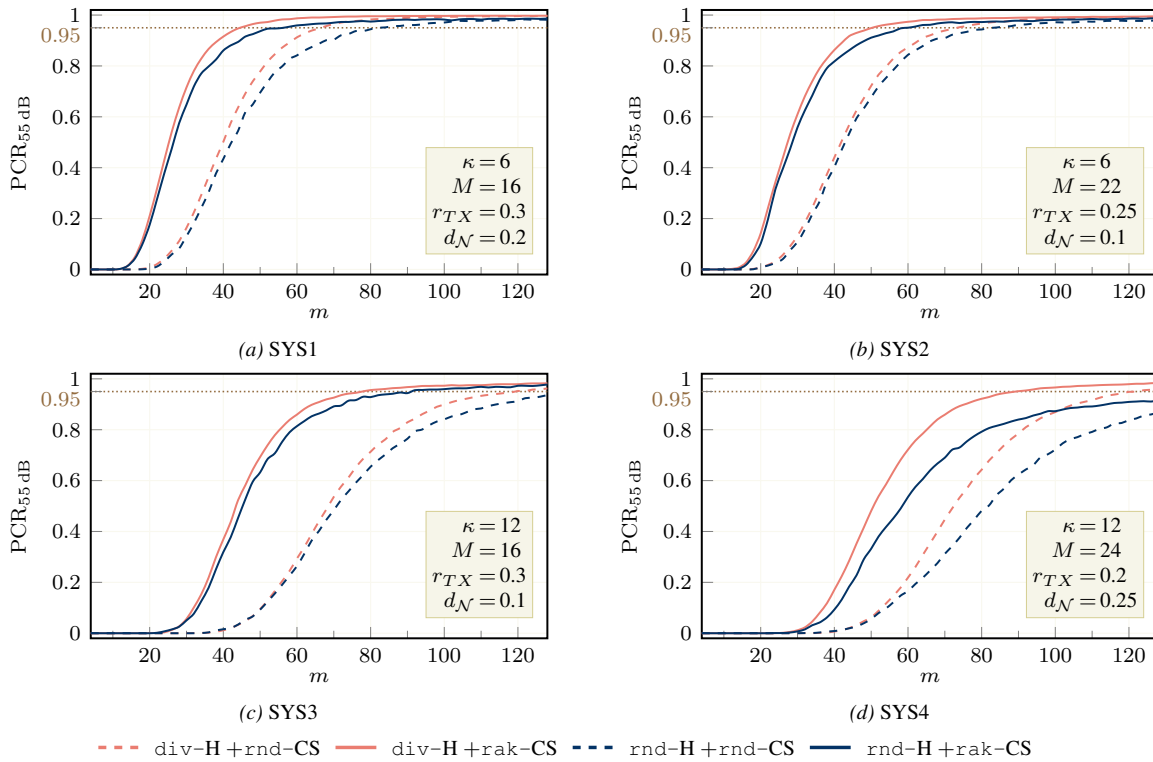 1
0.95
0.8
0.6
0.4
0.2
0
PCR55 dB
κ = 6
M = 16
rTX = 0.3
d𝒩 = 0.2
20 40 60 80 100 120
m
(a) SYS1
1
0.95
0.8
0.6
0.4
0.2
0
PCR55 dB
κ = 6
M = 22
rTX = 0.25
d𝒩 = 0.1
20 40 60 80 100 120
m
(b) SYS2
1
0.95
0.8
0.6
0.4
0.2
0
PCR55 dB
κ = 12
M = 16
rTX = 0.3
d𝒩 = 0.1
20 40 60 80 100 120
m
(c) SYS3
1
0.95
0.8
0.6
0.4
0.2
0
PCR55 dB
κ = 12
M = 24
rTX = 0.2
d𝒩 = 0.25
20 40 60 80 100 120
m
(d) SYS4
div-H +rnd-CS div-H +rak-CS rnd-H +rnd-CS rnd-H +rak-CS